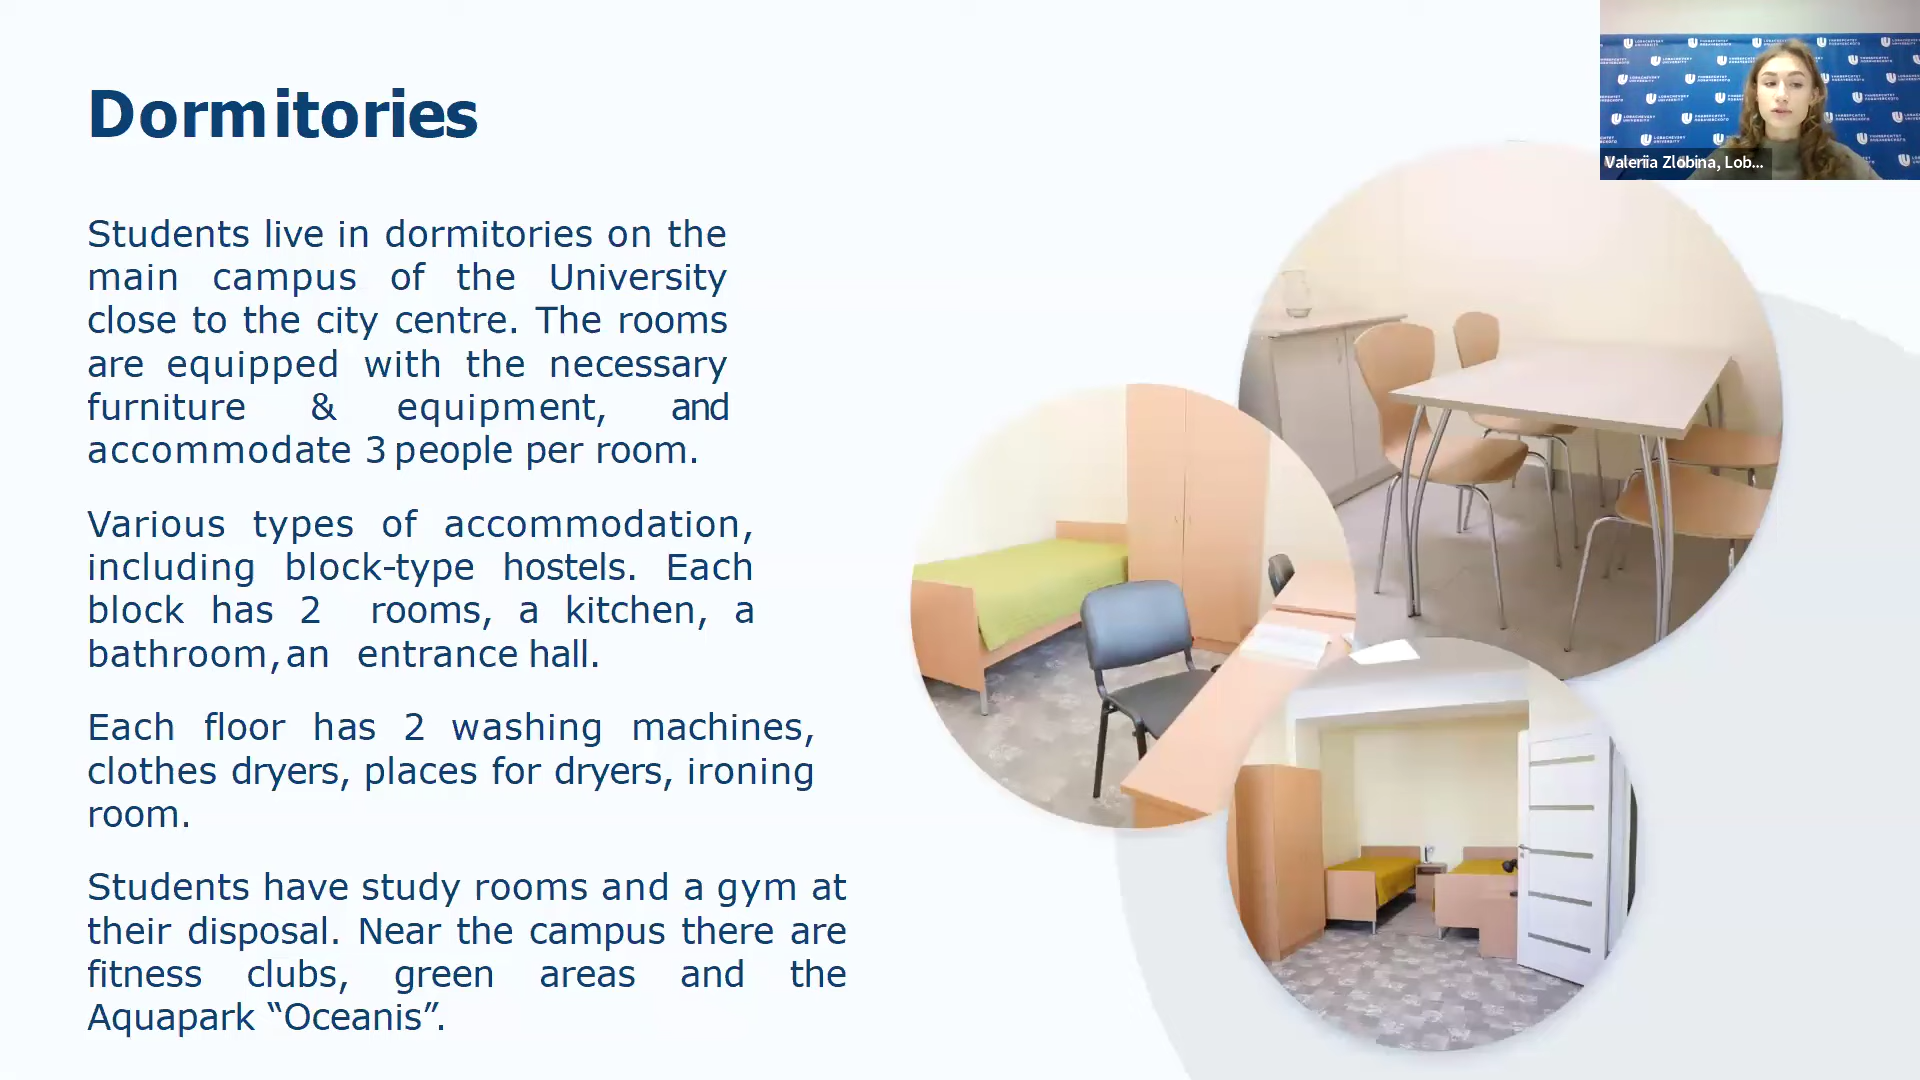 Dormitories
Students live in dormitories on the
main campus of the University
close to the city centre. The rooms
are equipped with the necessary
furniture & equipment, and
accommodate 3 people per room.
Various types of accommodation,
including block-type hostels. Each
block has 2 rooms, a kitchen, a
bathroom, an entrance hall.
Each floor has 2 washing machines,
clothes dryers, places for dryers, ironing
room.
Students have study rooms and a gym at
their disposal. Near the campus there are
fitness clubs, green areas and the
Aquapark “Oceanis”.
LOBACHEVSKY UNIVERSITY
УНИВЕРСИТЕТ ЛОБАЧЕВСКОГО
Valeriia Zlobina, Lob...